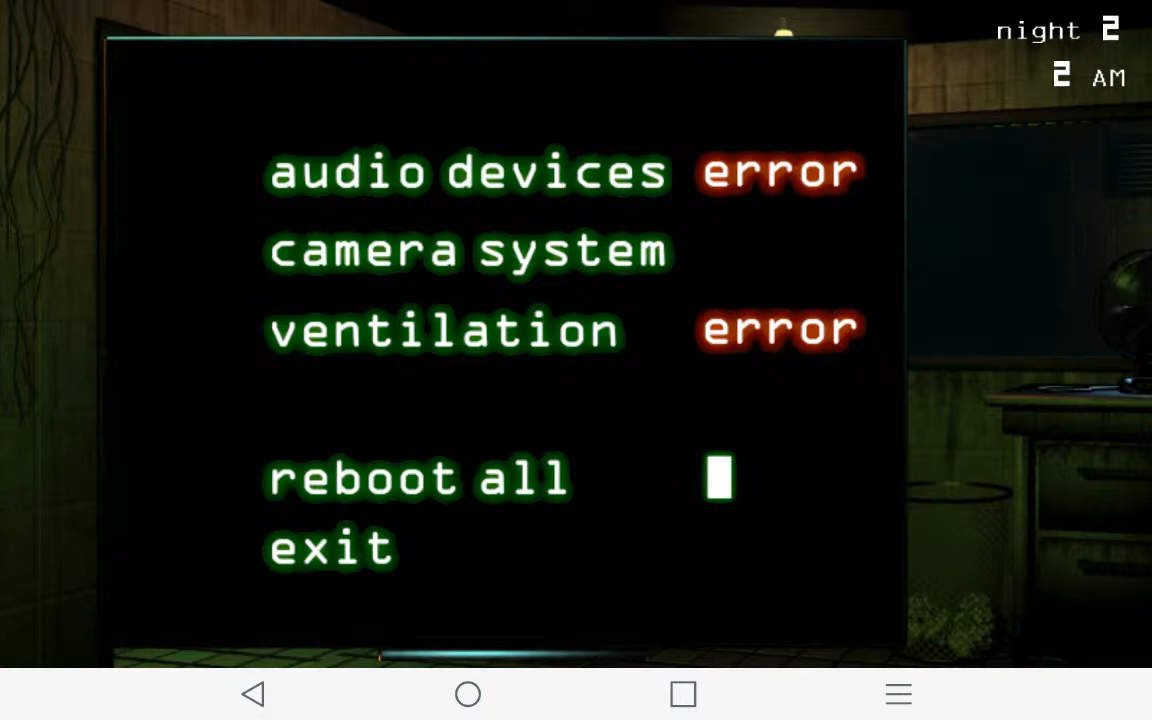 night 2
2 AM
audio devices error
camera system
ventilation error
reboot all
exit